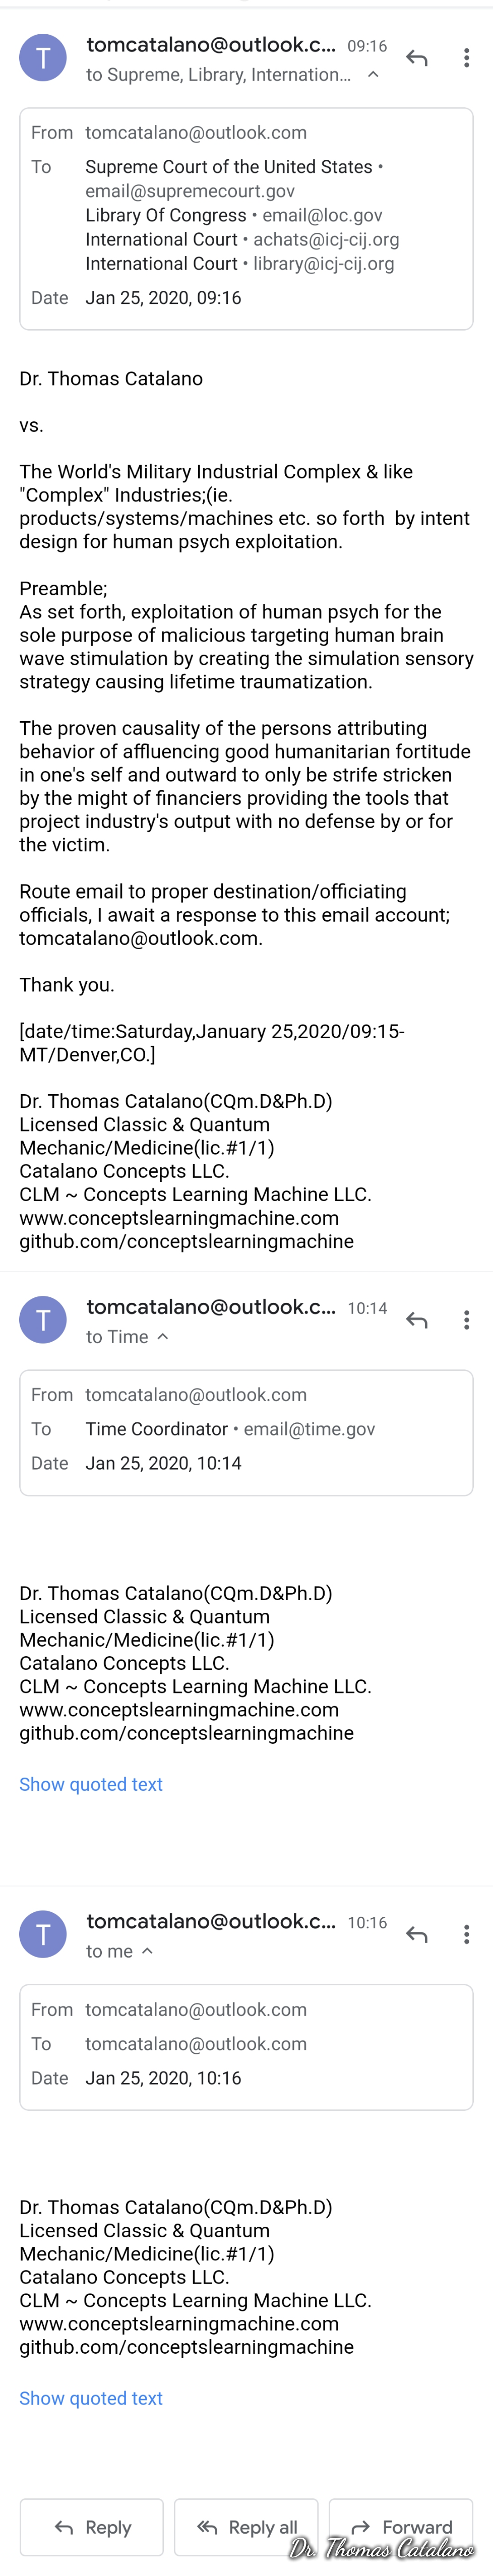 T
tomcatalano@outlook.c... 09:16
to Supreme, Library, Internation...
From tomcatalano@outlook.com
To Supreme Court of the United States •
email@supremecourt.gov
Library Of Congress • email@loc.gov
International Court • achats@icj-cij.org
International Court • library@icj-cij.org
Date Jan 25, 2020, 09:16
Dr. Thomas Catalano
vs.
The World's Military Industrial Complex & like
"Complex" Industries;(ie.
products/systems/machines etc. so forth  by intent
design for human psych exploitation.
Preamble;
As set forth, exploitation of human psych for the
sole purpose of malicious targeting human brain
wave stimulation by creating the simulation sensory
strategy causing lifetime traumatization.
The proven causality of the persons attributing
behavior of affluencing good humanitarian fortitude
in one's self and outward to only be strife stricken
by the might of financiers providing the tools that
project industry's output with no defense by or for
the victim.
Route email to proper destination/officiating
officials, I await a response to this email account;
tomcatalano@outlook.com.
Thank you.
[date/time:Saturday,January 25,2020/09:15-
MT/Denver,CO.]
Dr. Thomas Catalano(CQm.D&Ph.D)
Licensed Classic & Quantum
Mechanic/Medicine(lic.#1/1)
Catalano Concepts LLC.
CLM ~ Concepts Learning Machine LLC.
www.conceptslearningmachine.com
github.com/conceptslearningmachine
T
tomcatalano@outlook.c... 10:14
to Time
From tomcatalano@outlook.com
To Time Coordinator • email@time.gov
Date Jan 25, 2020, 10:14
Dr. Thomas Catalano(CQm.D&Ph.D)
Licensed Classic & Quantum
Mechanic/Medicine(lic.#1/1)
Catalano Concepts LLC.
CLM ~ Concepts Learning Machine LLC.
www.conceptslearningmachine.com
github.com/conceptslearningmachine
Show quoted text
T
tomcatalano@outlook.c... 10:16
to me
From tomcatalano@outlook.com
To tomcatalano@outlook.com
Date Jan 25, 2020, 10:16
Dr. Thomas Catalano(CQm.D&Ph.D)
Licensed Classic & Quantum
Mechanic/Medicine(lic.#1/1)
Catalano Concepts LLC.
CLM ~ Concepts Learning Machine LLC.
www.conceptslearningmachine.com
github.com/conceptslearningmachine
Show quoted text
Reply Reply all Forward
Dr. Thomas Catalano